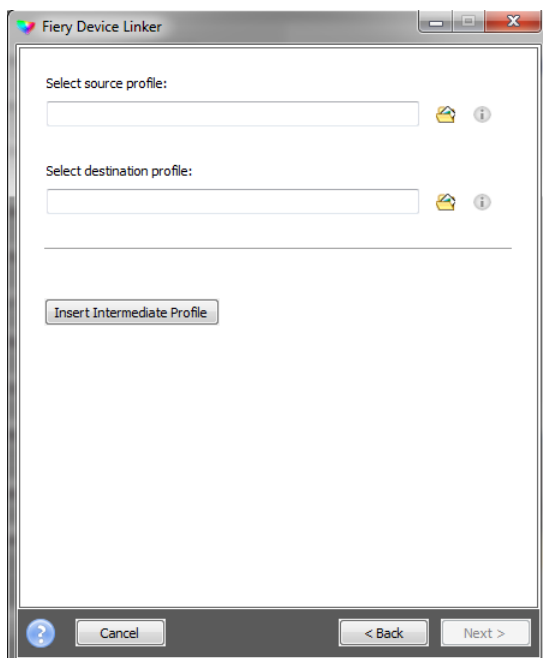 Fiery Device Linker
Select source profile:
Select destination profile:
Insert Intermediate Profile
Cancel
< Back
Next >